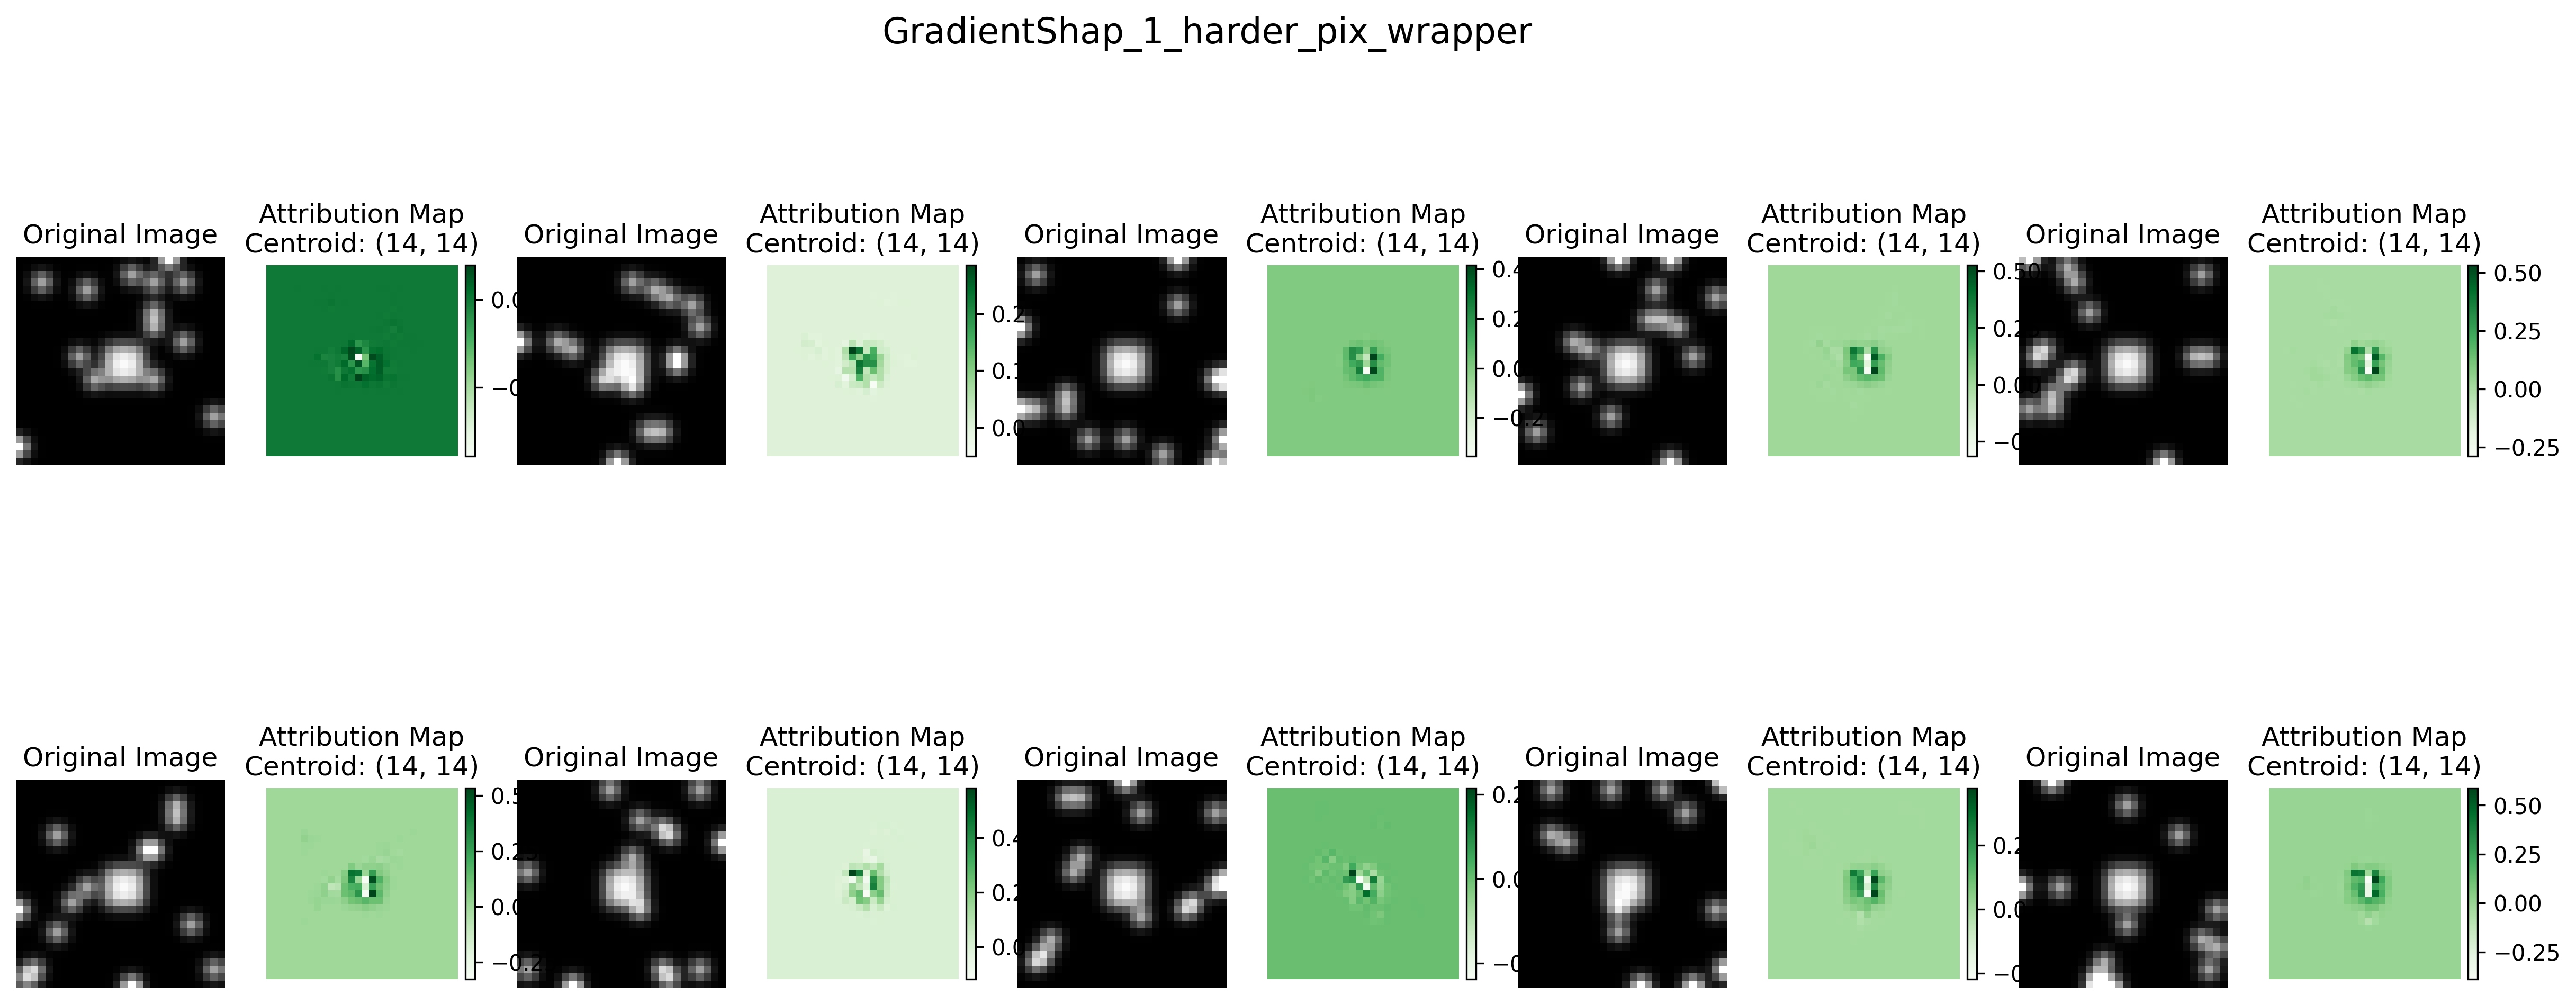 GradientShap_1_harder_pix_wrapper
Original Image
Attribution Map
Centroid: (14, 14)
Original Image
Attribution Map
Centroid: (14, 14)
Original Image
Attribution Map
Centroid: (14, 14)
Original Image
Attribution Map
Centroid: (14, 14)
Original Image
Attribution Map
Centroid: (14, 14)
0.50
0.25
0.00
−0.25
Original Image
Attribution Map
Centroid: (14, 14)
Original Image
Attribution Map
Centroid: (14, 14)
Original Image
Attribution Map
Centroid: (14, 14)
Original Image
Attribution Map
Centroid: (14, 14)
Original Image
Attribution Map
Centroid: (14, 14)
0.50
0.25
0.00
−0.25